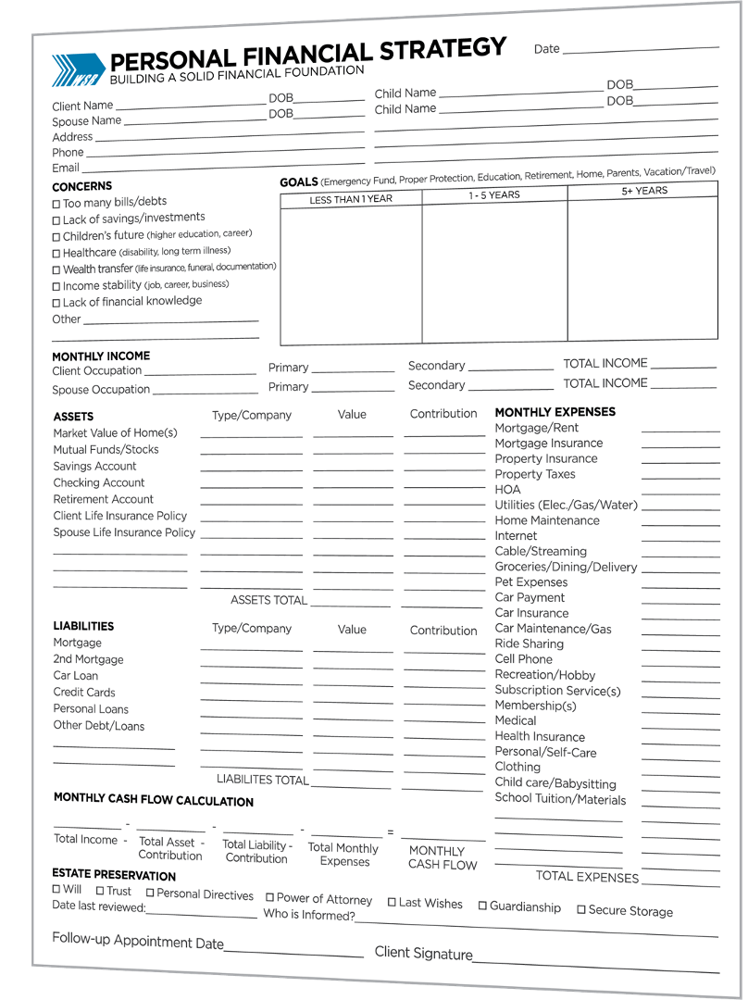 WSB
PERSONAL FINANCIAL STRATEGY
BUILDING A SOLID FINANCIAL FOUNDATION
Date
Client Name DOB
Spouse Name DOB
Address
Phone
Email
Child Name DOB
Child Name DOB
CONCERNS
Too many bills/debts
Lack of savings/investments
Children's future (higher education, career)
Healthcare (disability, long term illness)
Wealth transfer (life insurance, funeral, documentation)
Income stability (job, career, business)
Lack of financial knowledge
Other
GOALS (Emergency Fund, Proper Protection, Education, Retirement, Home, Parents, Vacation/Travel)
LESS THAN 1 YEAR 1 - 5 YEARS 5+ YEARS
MONTHLY INCOME
Client Occupation Primary Secondary TOTAL INCOME
Spouse Occupation Primary Secondary TOTAL INCOME
ASSETS Type/Company Value Contribution
Market Value of Home(s)
Mutual Funds/Stocks
Savings Account
Checking Account
Retirement Account
Client Life Insurance Policy
Spouse Life Insurance Policy
ASSETS TOTAL
LIABILITIES Type/Company Value Contribution
Mortgage
2nd Mortgage
Car Loan
Credit Cards
Personal Loans
Other Debt/Loans
LIABILITES TOTAL
MONTHLY EXPENSES
Mortgage/Rent
Mortgage Insurance
Property Insurance
Property Taxes
HOA
Utilities (Elec./Gas/Water)
Home Maintenance
Internet
Cable/Streaming
Groceries/Dining/Delivery
Pet Expenses
Car Payment
Car Insurance
Car Maintenance/Gas
Ride Sharing
Cell Phone
Recreation/Hobby
Subscription Service(s)
Membership(s)
Medical
Health Insurance
Personal/Self-Care
Clothing
Child care/Babysitting
School Tuition/Materials
TOTAL EXPENSES
MONTHLY CASH FLOW CALCULATION
- - - =
Total Income - Total Asset - Total Liability - Total Monthly MONTHLY
Contribution Contribution Expenses CASH FLOW
ESTATE PRESERVATION
Will Trust Personal Directives Power of Attorney Last Wishes Guardianship Secure Storage
Date last reviewed: Who is Informed?
Follow-up Appointment Date Client Signature